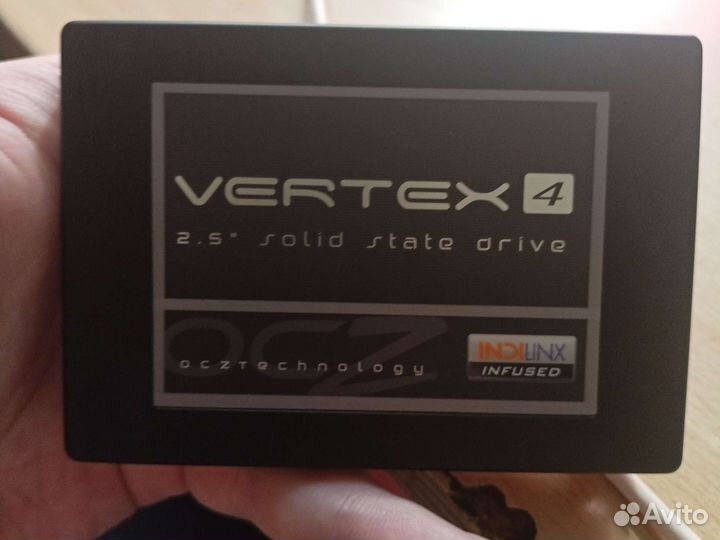 VERTEX 4
2.5" solid state drive
OCZ
OCZTechnology
INDILINX
INFUSED
Avito